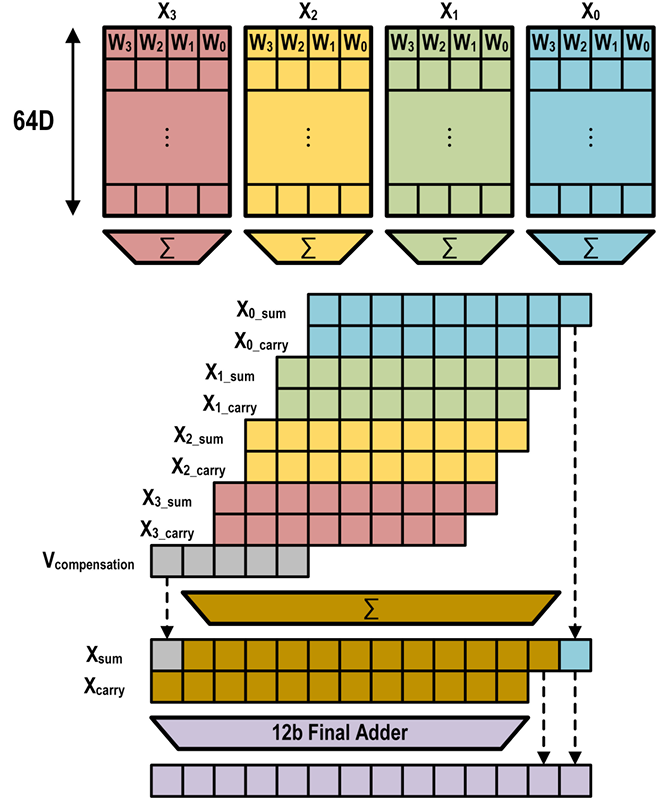 X3 X2 X1 X0
W3 W2 W1 W0 W3 W2 W1 W0 W3 W2 W1 W0 W3 W2 W1 W0
64D
⋮ ⋮ ⋮ ⋮
Σ Σ Σ Σ
X0_sum
X0_carry
X1_sum
X1_carry
X2_sum
X2_carry
X3_sum
X3_carry
Vcompensation
Σ
Xsum
Xcarry
12b Final Adder